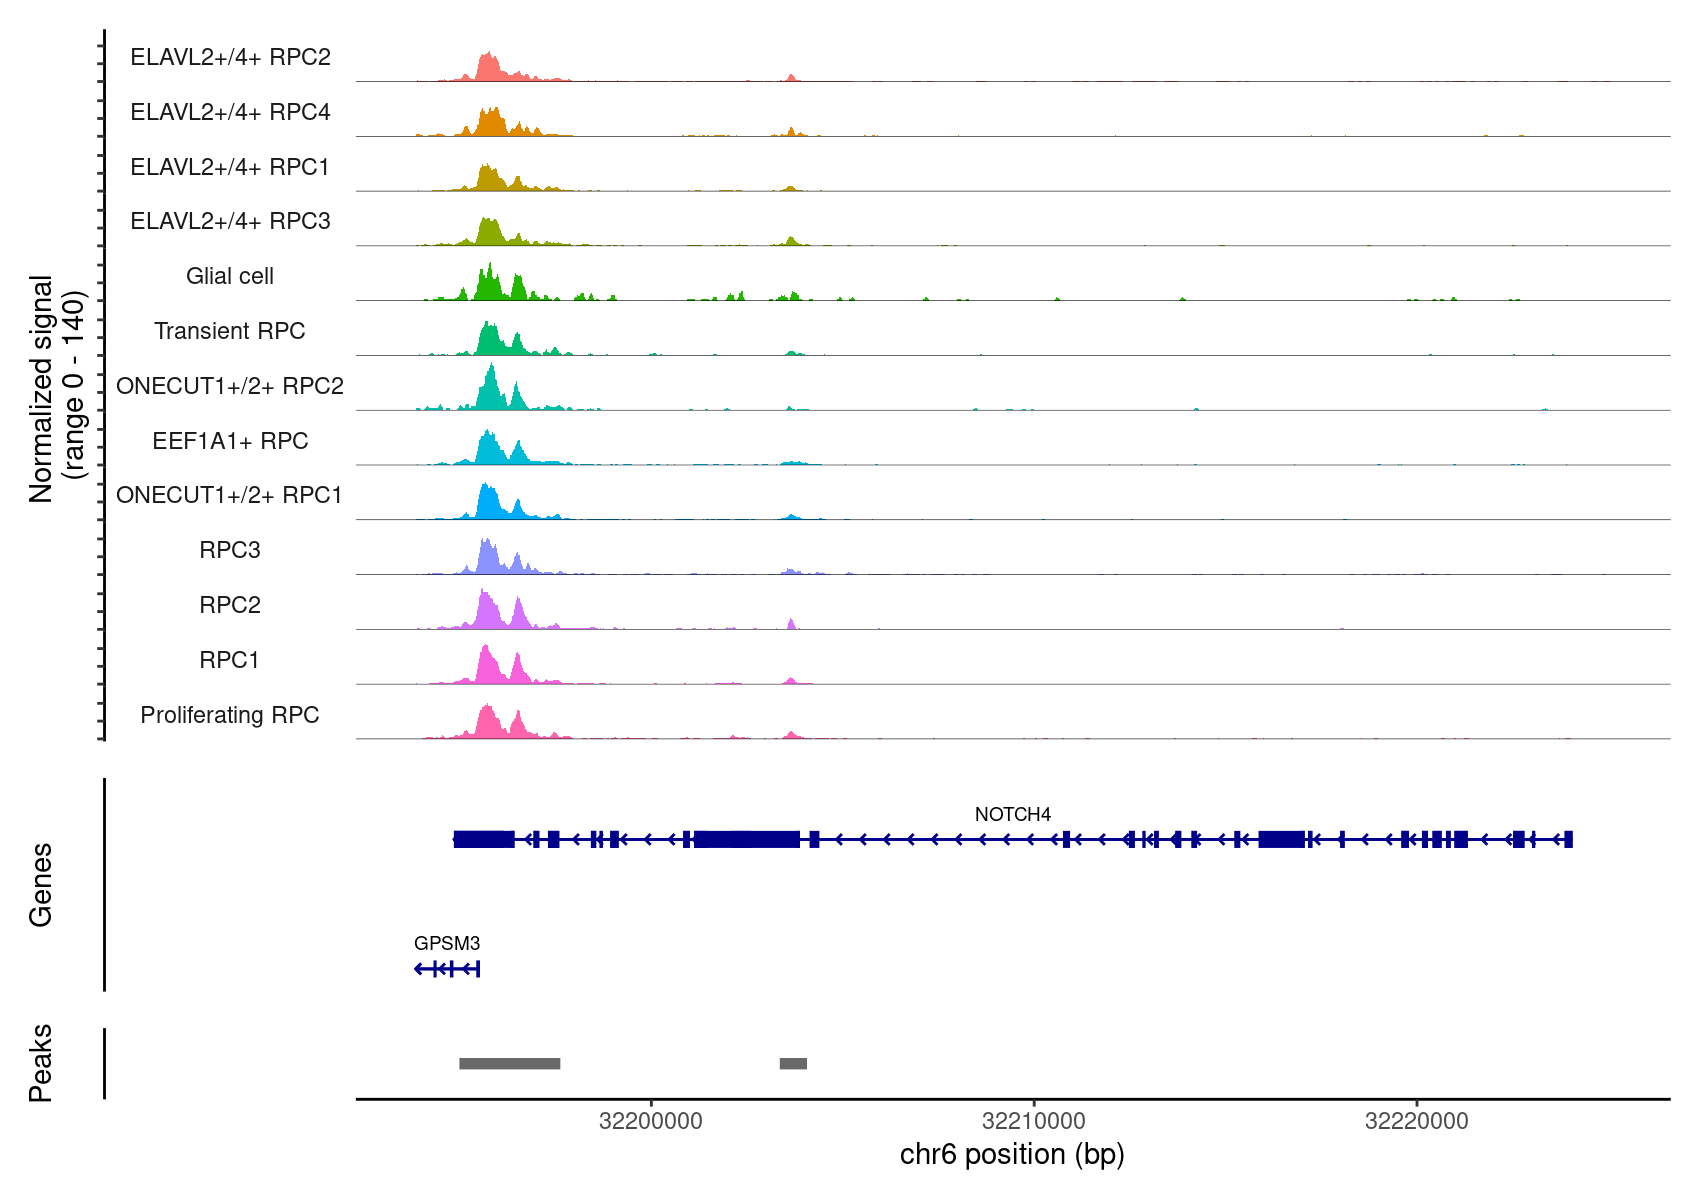 ELAVL2+/4+ RPC2
ELAVL2+/4+ RPC4
ELAVL2+/4+ RPC1
ELAVL2+/4+ RPC3
Glial cell
Transient RPC
ONECUT1+/2+ RPC2
EEF1A1+ RPC
ONECUT1+/2+ RPC1
RPC3
RPC2
RPC1
Proliferating RPC
Normalized signal
(range 0 - 140)
NOTCH4
GPSM3
Genes
Peaks
32200000
32210000
32220000
chr6 position (bp)